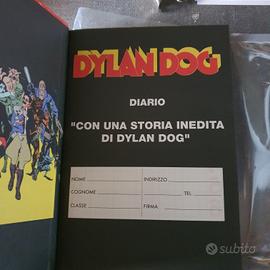 DYLAN DOG
DIARIO
"CON UNA STORIA INEDITA
DI DYLAN DOG"
NOME INDIRIZZO
COGNOME TEL.
CLASSE FIRMA
subito